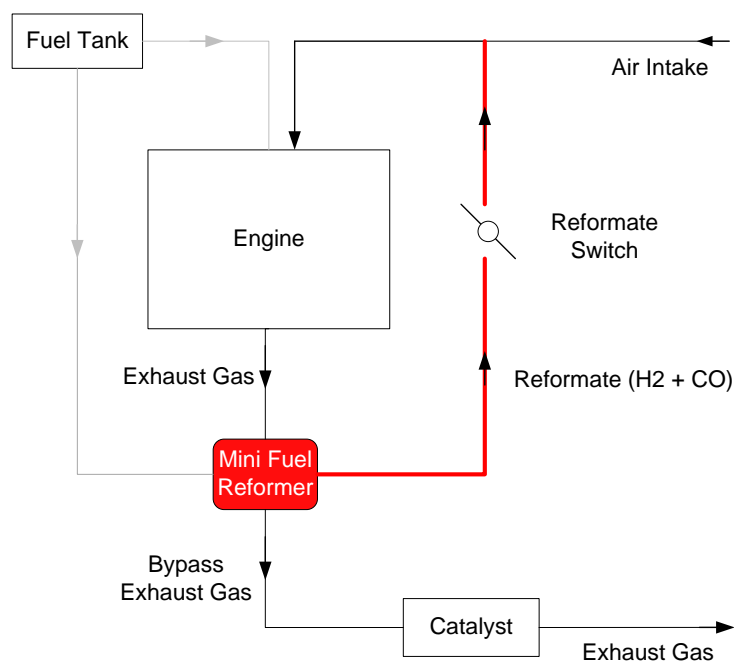 Fuel Tank
Air Intake
Engine
Reformate
Switch
Exhaust Gas
Reformate (H2 + CO)
Mini Fuel
Reformer
Bypass
Exhaust Gas
Catalyst
Exhaust Gas